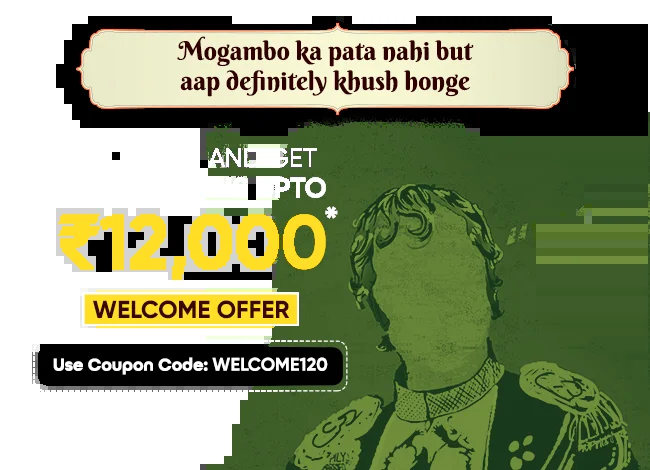 Mogambo ka pata nahi but
aap definitely khush honge
AND GET
UPTO
₹12,000*
WELCOME OFFER
Use Coupon Code: WELCOME120